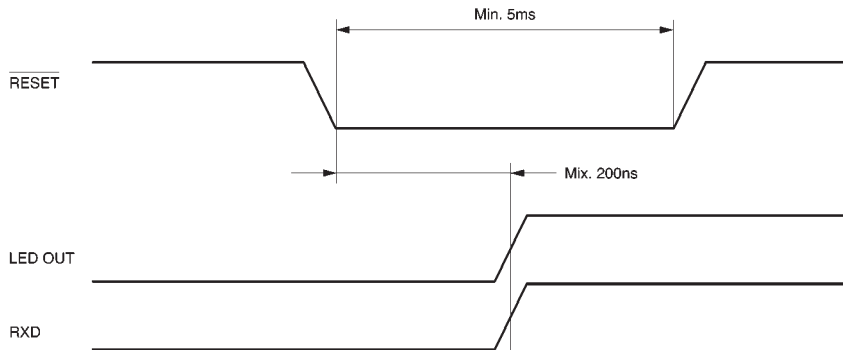 Min. 5ms
RESET
Mix. 200ns
LED OUT
RXD